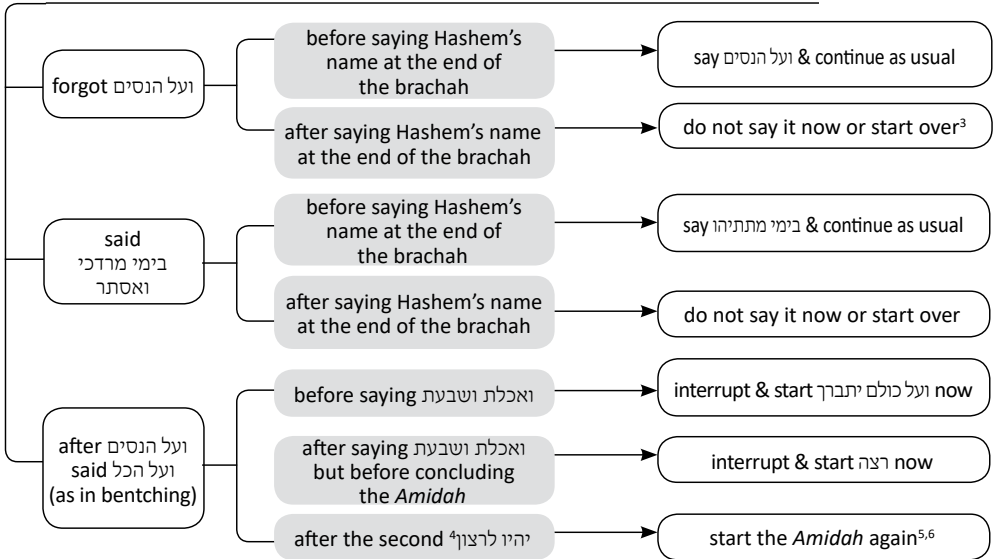 forgot ועל הנסים
before saying Hashem’s
name at the end of
the brachah
say ועל הנסים & continue as usual
after saying Hashem’s name
at the end of the brachah
do not say it now or start over³
said
בימי מרדכי
ואסתר
before saying Hashem’s
name at the end of
the brachah
say בימי מתתיהו & continue as usual
after saying Hashem’s name
at the end of the brachah
do not say it now or start over
after ועל הנסים
said ועל הכל
(as in bentching)
before saying ואכלת ושבעת
interrupt & start ועל כולם יתברך now
after saying ואכלת ושבעת
but before concluding
the Amidah
interrupt & start רצה now
after the second ⁴יהיו לרצון
start the Amidah again⁵,⁶